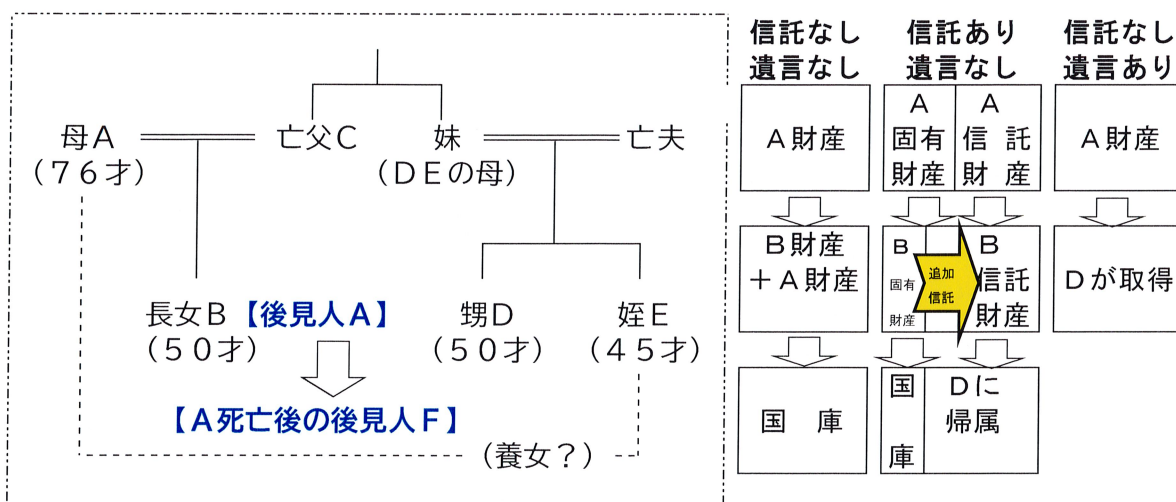 母A
(76才)
亡父C
妹
(DEの母)
亡夫
長女B
(50才)
【後見人A】
甥D
(50才)
姪E
(45才)
【A死亡後の後見人F】
(養女?)
信託なし
遺言なし
A財産
B財産
+A財産
国 庫
信託あり
遺言なし
A
固有
財産
A
信 託
財 産
B
固有
財産
追加
信託
B
信託
財産
国
庫
Dに
帰属
信託なし
遺言あり
A財産
Dが取得